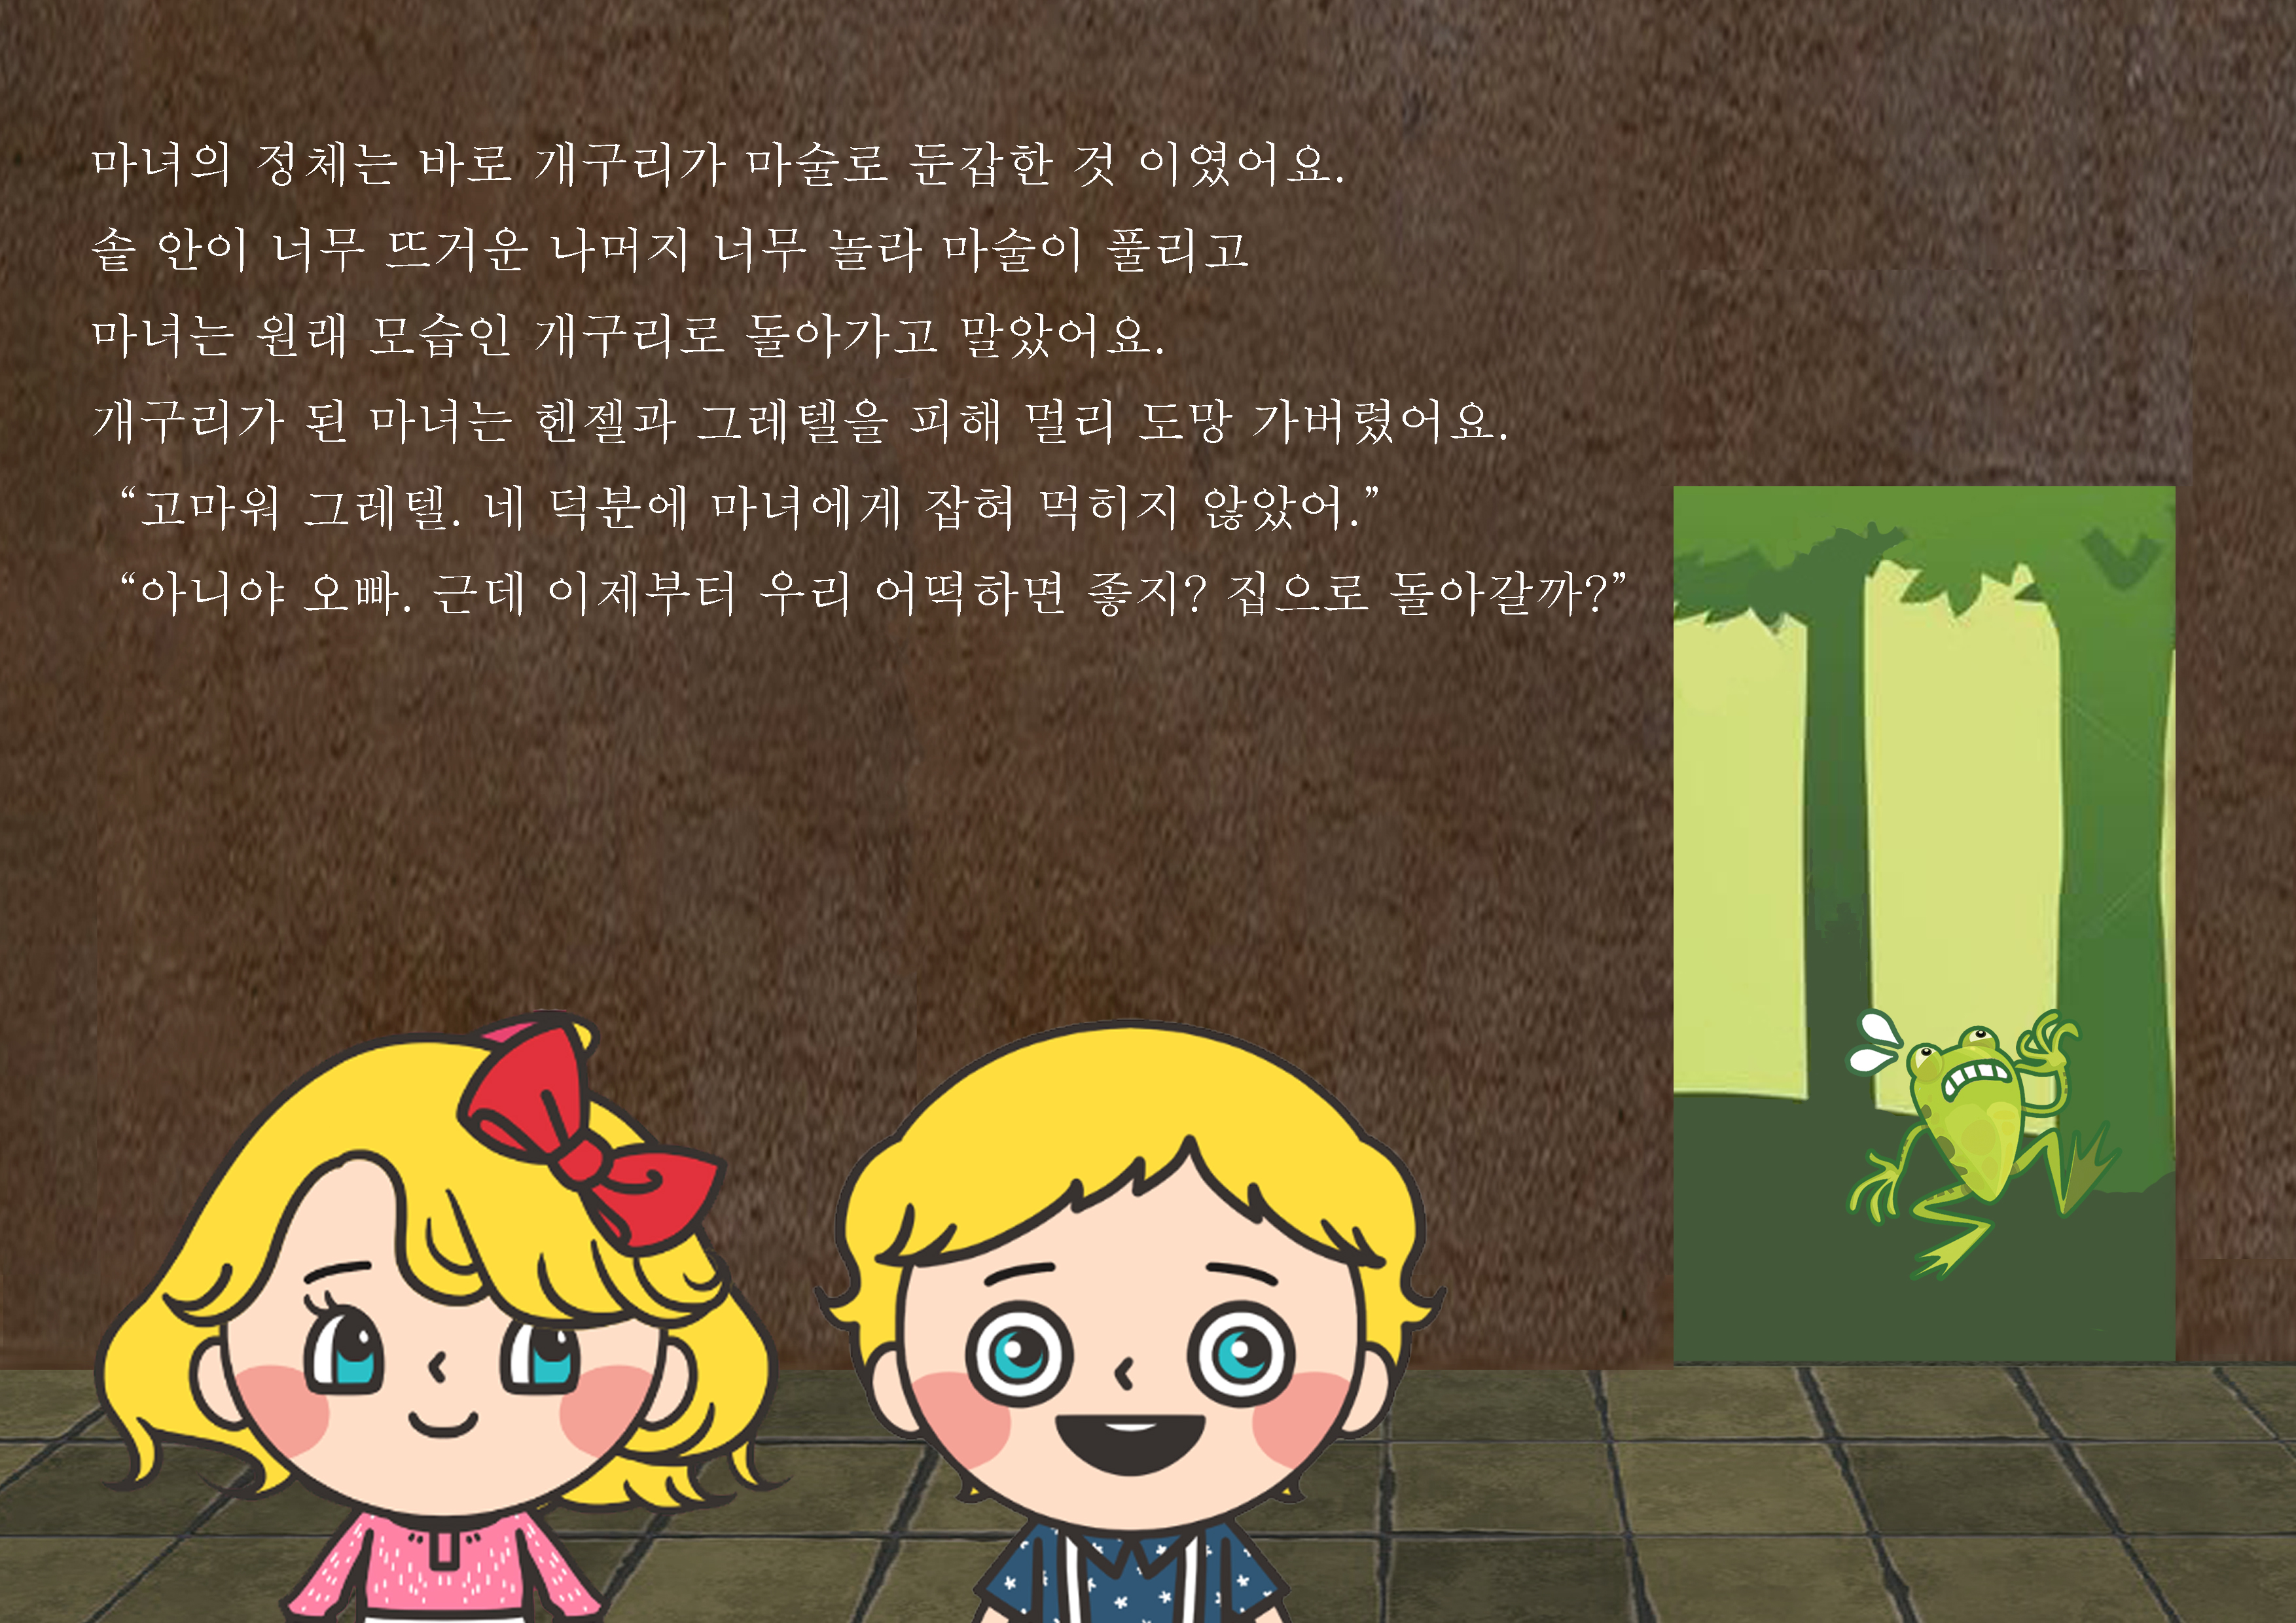 마녀의 정체는 바로 개구리가 마술로 둔갑한 것 이였어요.
솥 안이 너무 뜨거운 나머지 너무 놀라 마술이 풀리고
마녀는 원래 모습인 개구리로 돌아가고 말았어요.
개구리가 된 마녀는 헨젤과 그레텔을 피해 멀리 도망 가버렸어요.
“고마워 그레텔. 네 덕분에 마녀에게 잡혀 먹히지 않았어.”
“아니야 오빠. 근데 이제부터 우리 어떡하면 좋지? 집으로 돌아갈까?”